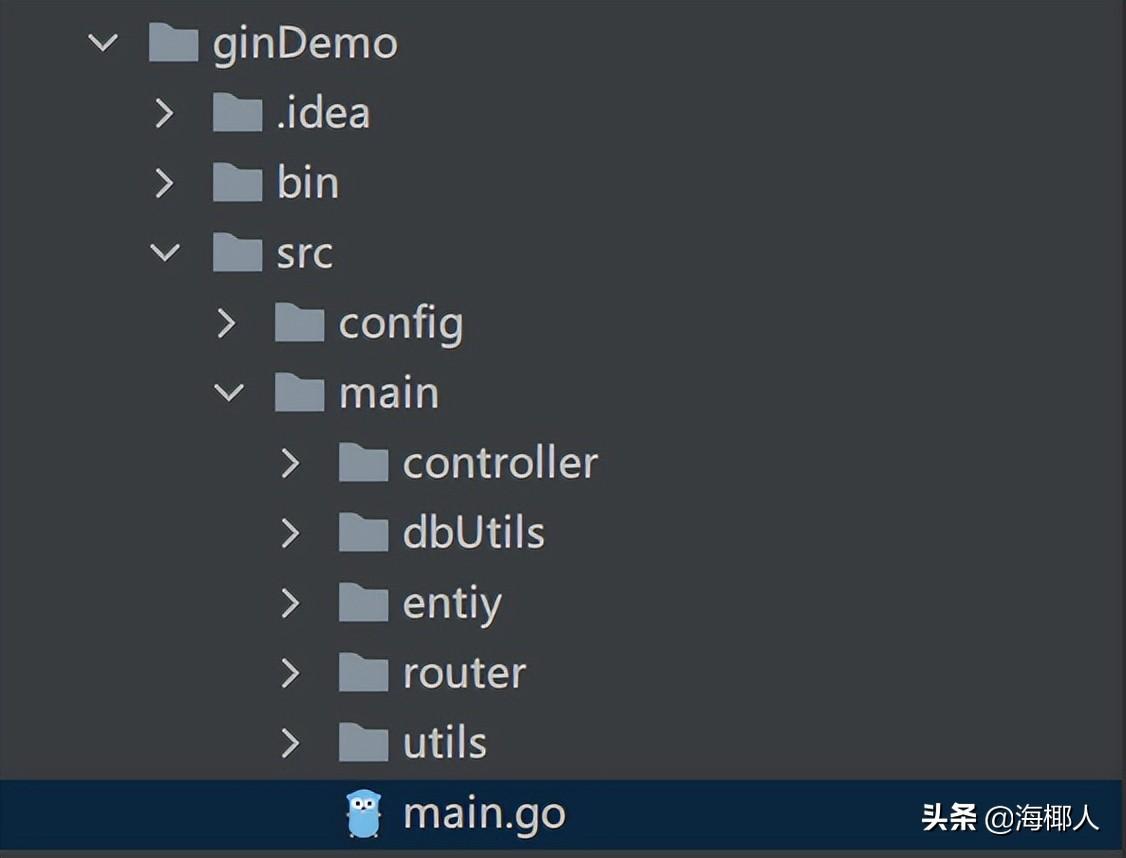 ginDemo
.idea
bin
src
config
main
controller
dbUtils
entiy
router
utils
main.go
头条 @海椰人